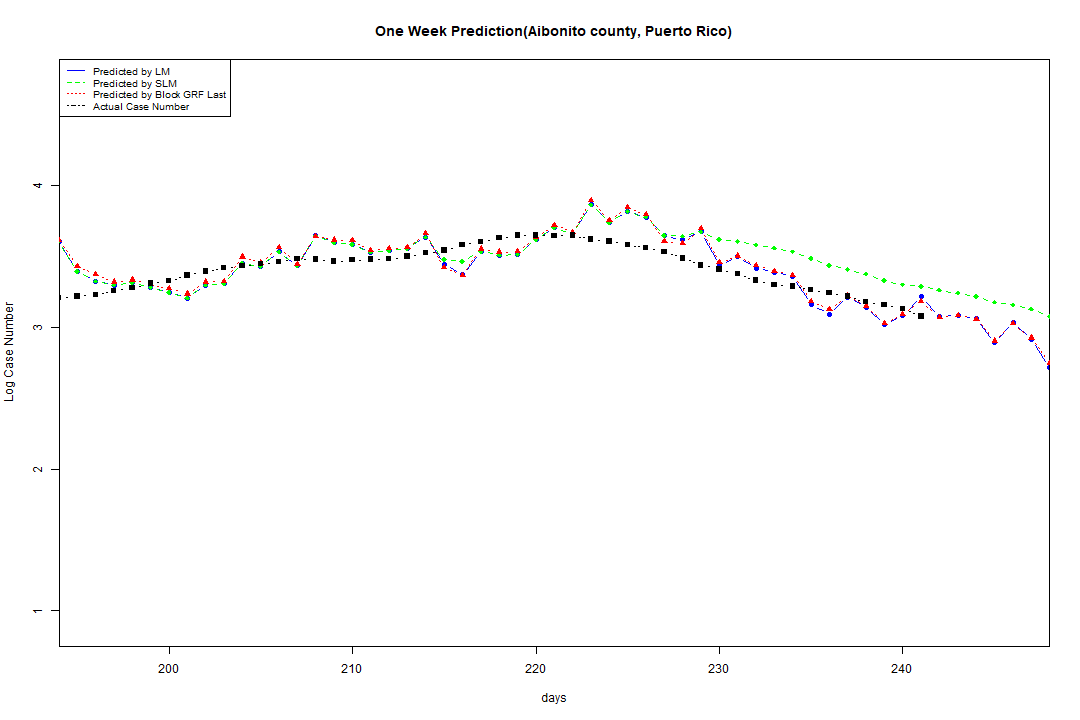 One Week Prediction(Aibonito county, Puerto Rico)
Predicted by LM
Predicted by SLM
Predicted by Block GRF Last
Actual Case Number
4
3
2
1
Log Case Number
200 210 220 230 240
days